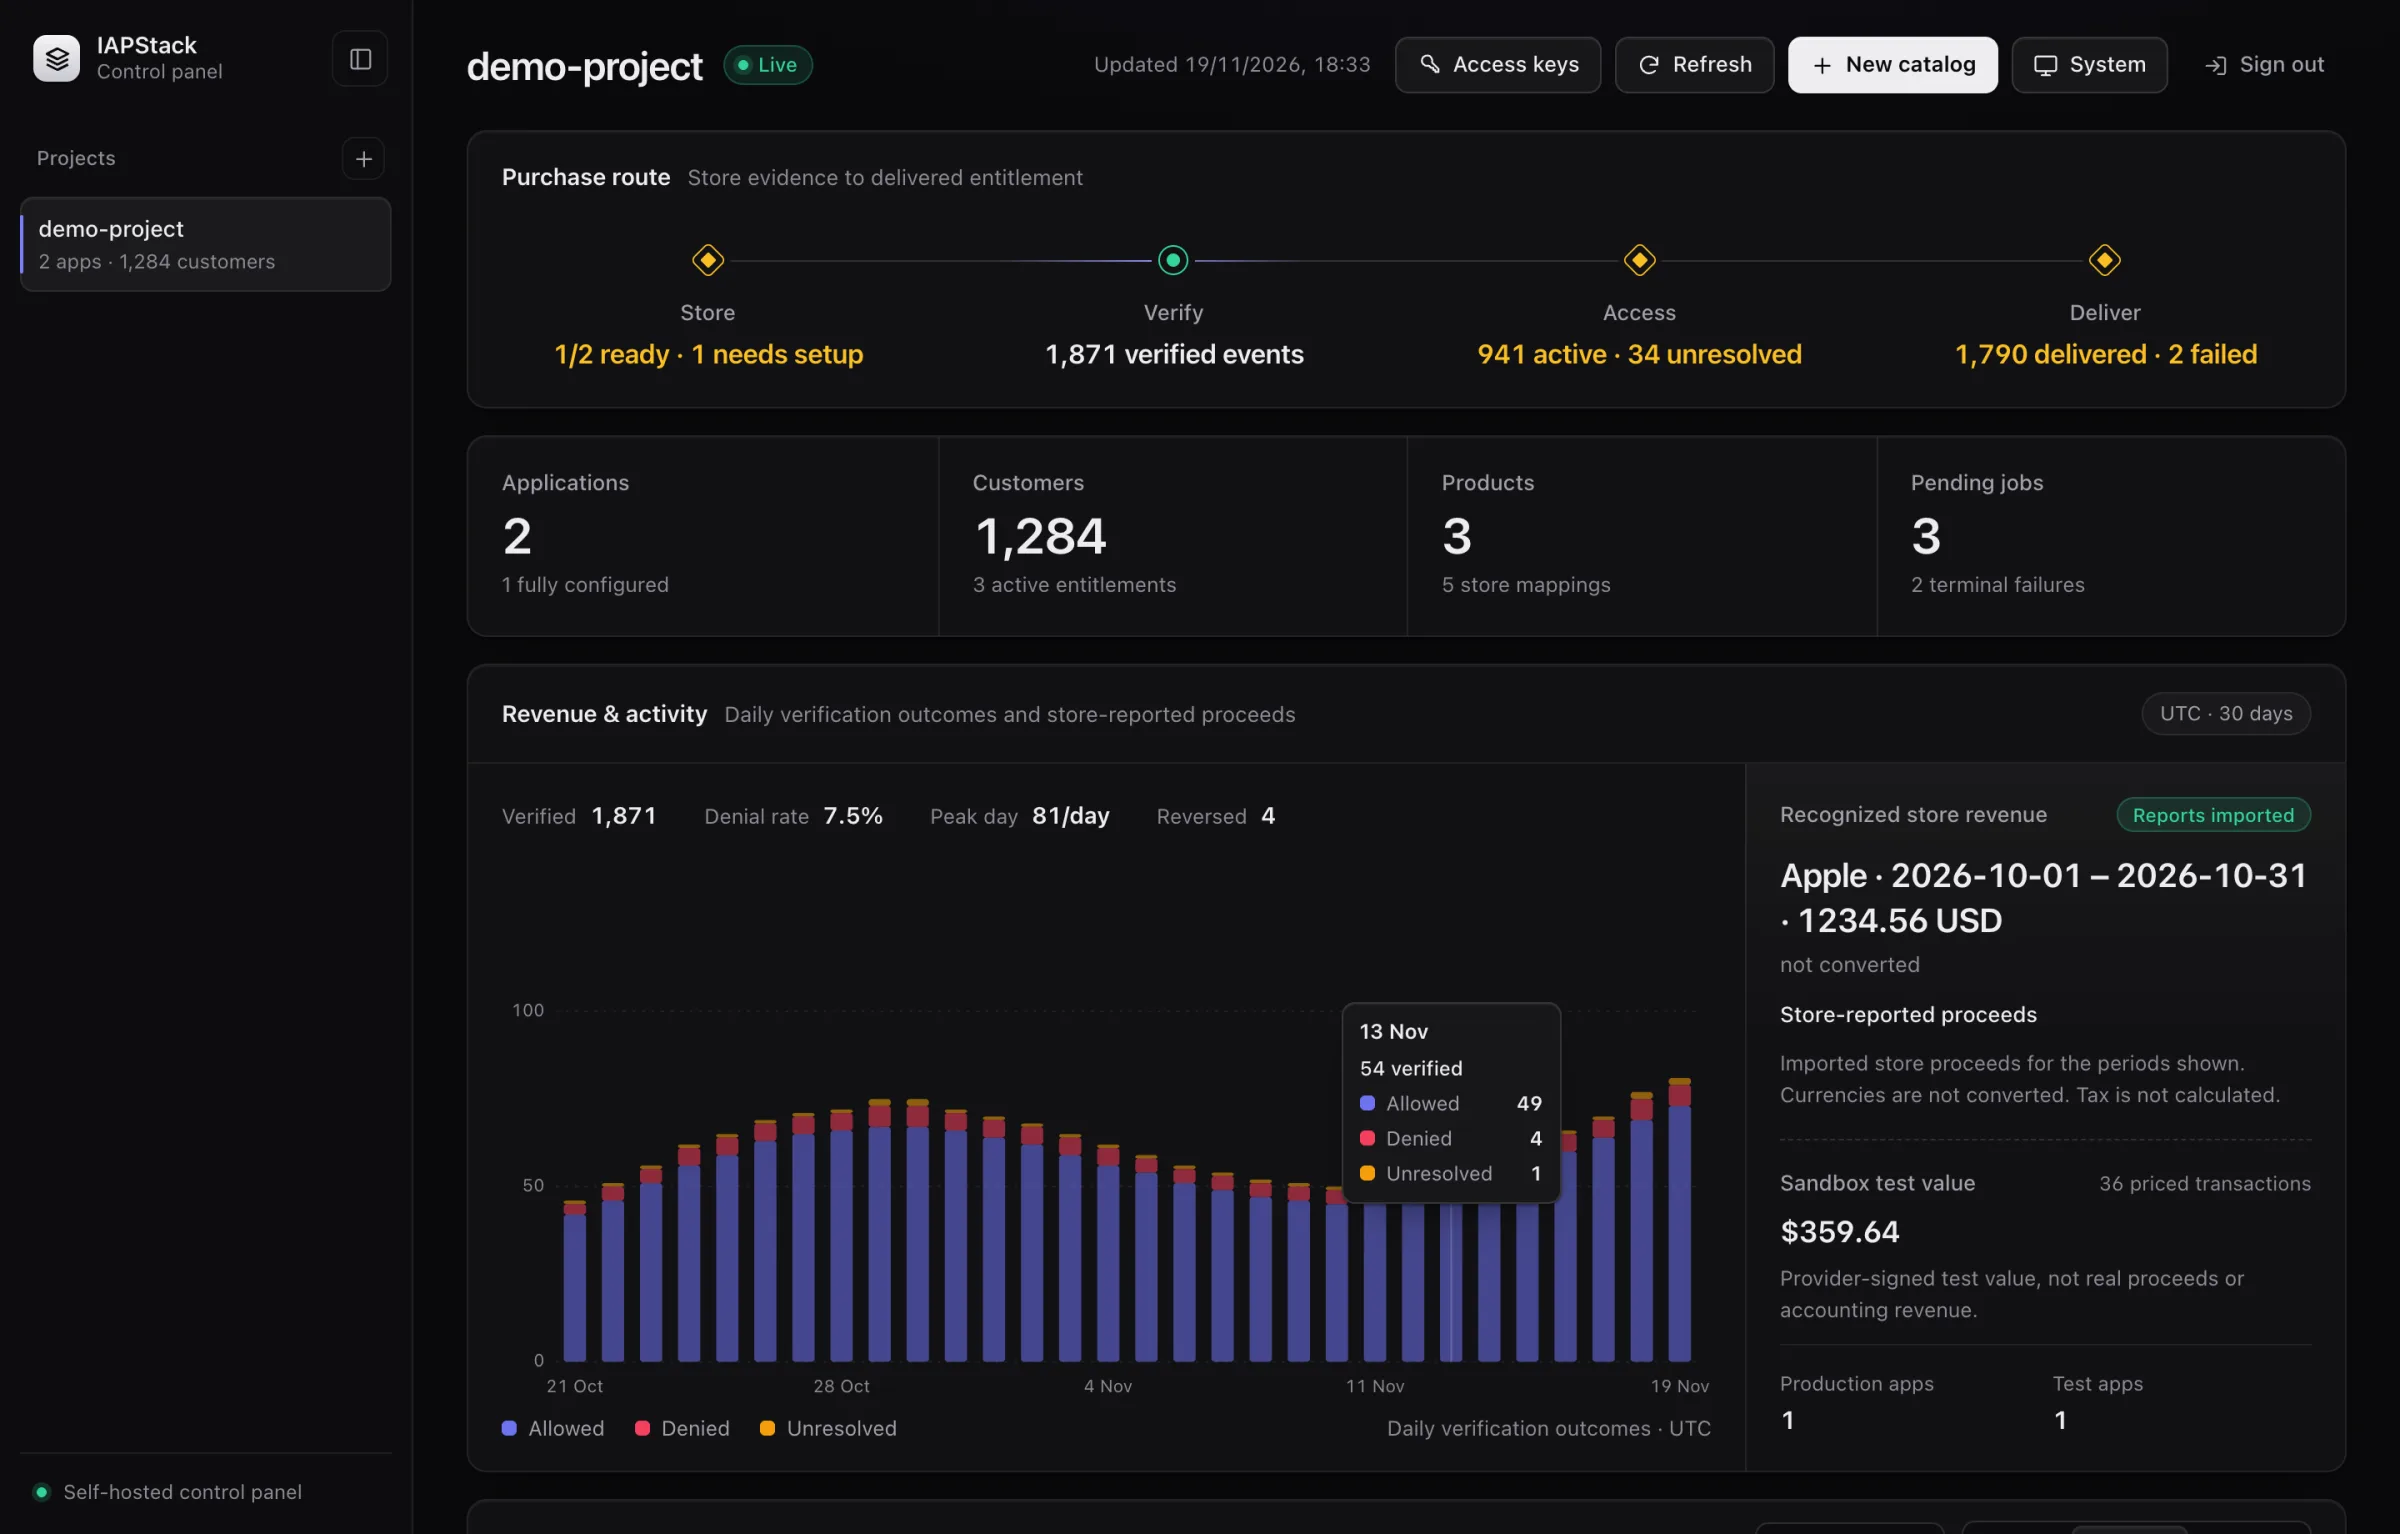 IAPStack
Control panel
Projects
demo-project
2 apps · 1,284 customers
Self-hosted control panel
demo-project
Live
Updated 19/11/2026, 18:33
Access keys
Refresh
New catalog
System
Sign out
Purchase route Store evidence to delivered entitlement
Store
1/2 ready · 1 needs setup
Verify
1,871 verified events
Access
941 active · 34 unresolved
Deliver
1,790 delivered · 2 failed
Applications
2
1 fully configured
Customers
1,284
3 active entitlements
Products
3
5 store mappings
Pending jobs
3
2 terminal failures
Revenue & activity Daily verification outcomes and store-reported proceeds
UTC · 30 days
Verified 1,871
Denial rate 7.5%
Peak day 81/day
Reversed 4
100
50
0
13 Nov
54 verified
Allowed 49
Denied 4
Unresolved 1
21 Oct
28 Oct
4 Nov
11 Nov
19 Nov
Allowed
Denied
Unresolved
Daily verification outcomes · UTC
Recognized store revenue
Reports imported
Apple · 2026-10-01 – 2026-10-31
· 1234.56 USD
not converted
Store-reported proceeds
Imported store proceeds for the periods shown.
Currencies are not converted. Tax is not calculated.
Sandbox test value
36 priced transactions
$359.64
Provider-signed test value, not real proceeds or
accounting revenue.
Production apps
1
Test apps
1